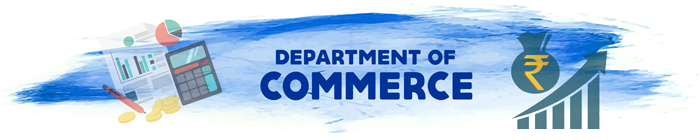 DEPARTMENT OF
COMMERCE
₹